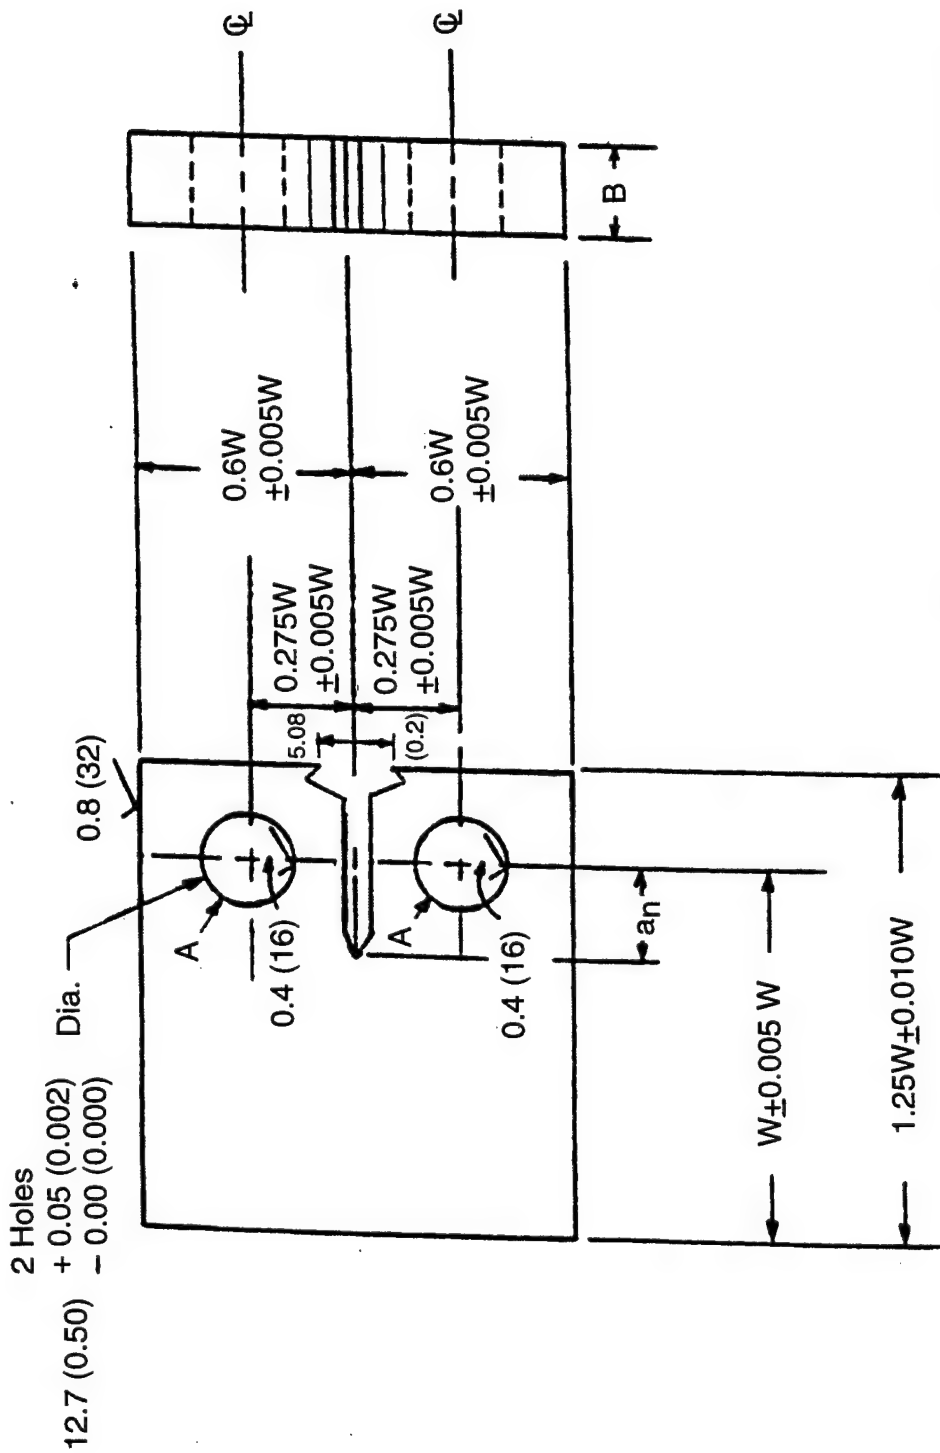 2 Holes
+ 0.05 (0.002)
12.7 (0.50) − 0.00 (0.000) Dia.
0.8 (32)
A
0.4 (16)
A
0.4 (16)
5.08
(0.2)
0.275W
±0.005W
0.275W
±0.005W
0.6W
±0.005W
0.6W
±0.005W
℄
℄
B
an
W±0.005 W
1.25W±0.010W